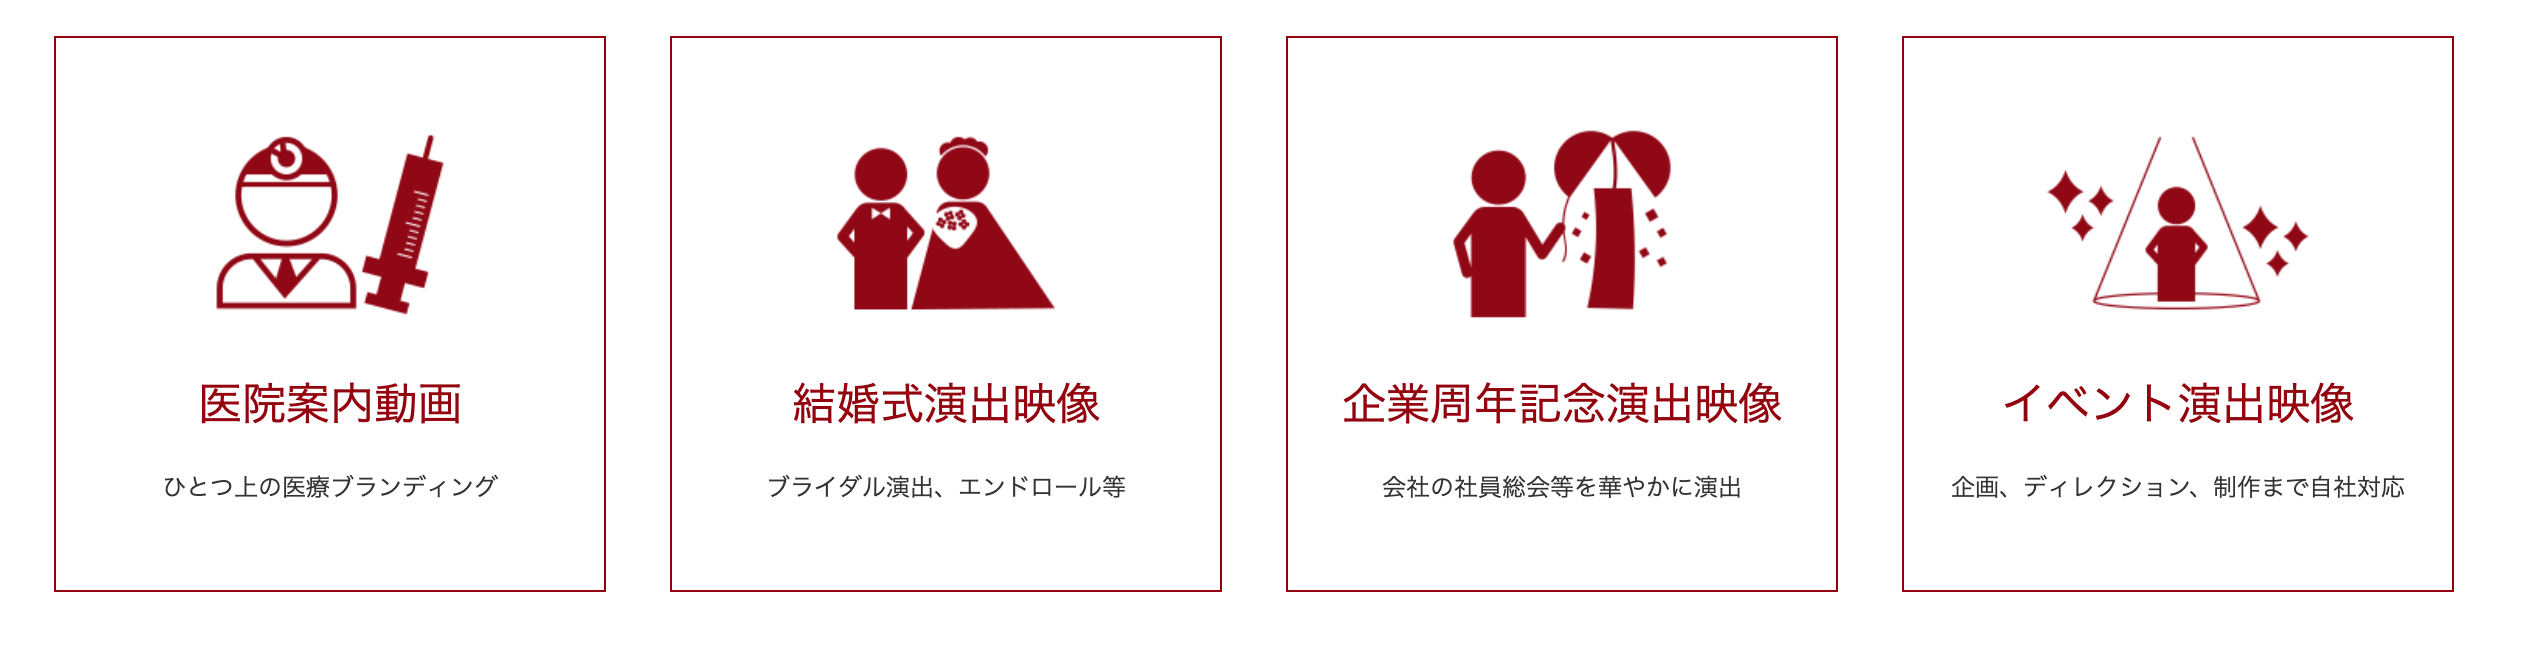 医院案内動画
ひとつ上の医療ブランディング
結婚式演出映像
ブライダル演出、エンドロール等
企業周年記念演出映像
会社の社員総会等を華やかに演出
イベント演出映像
企画、ディレクション、制作まで自社対応